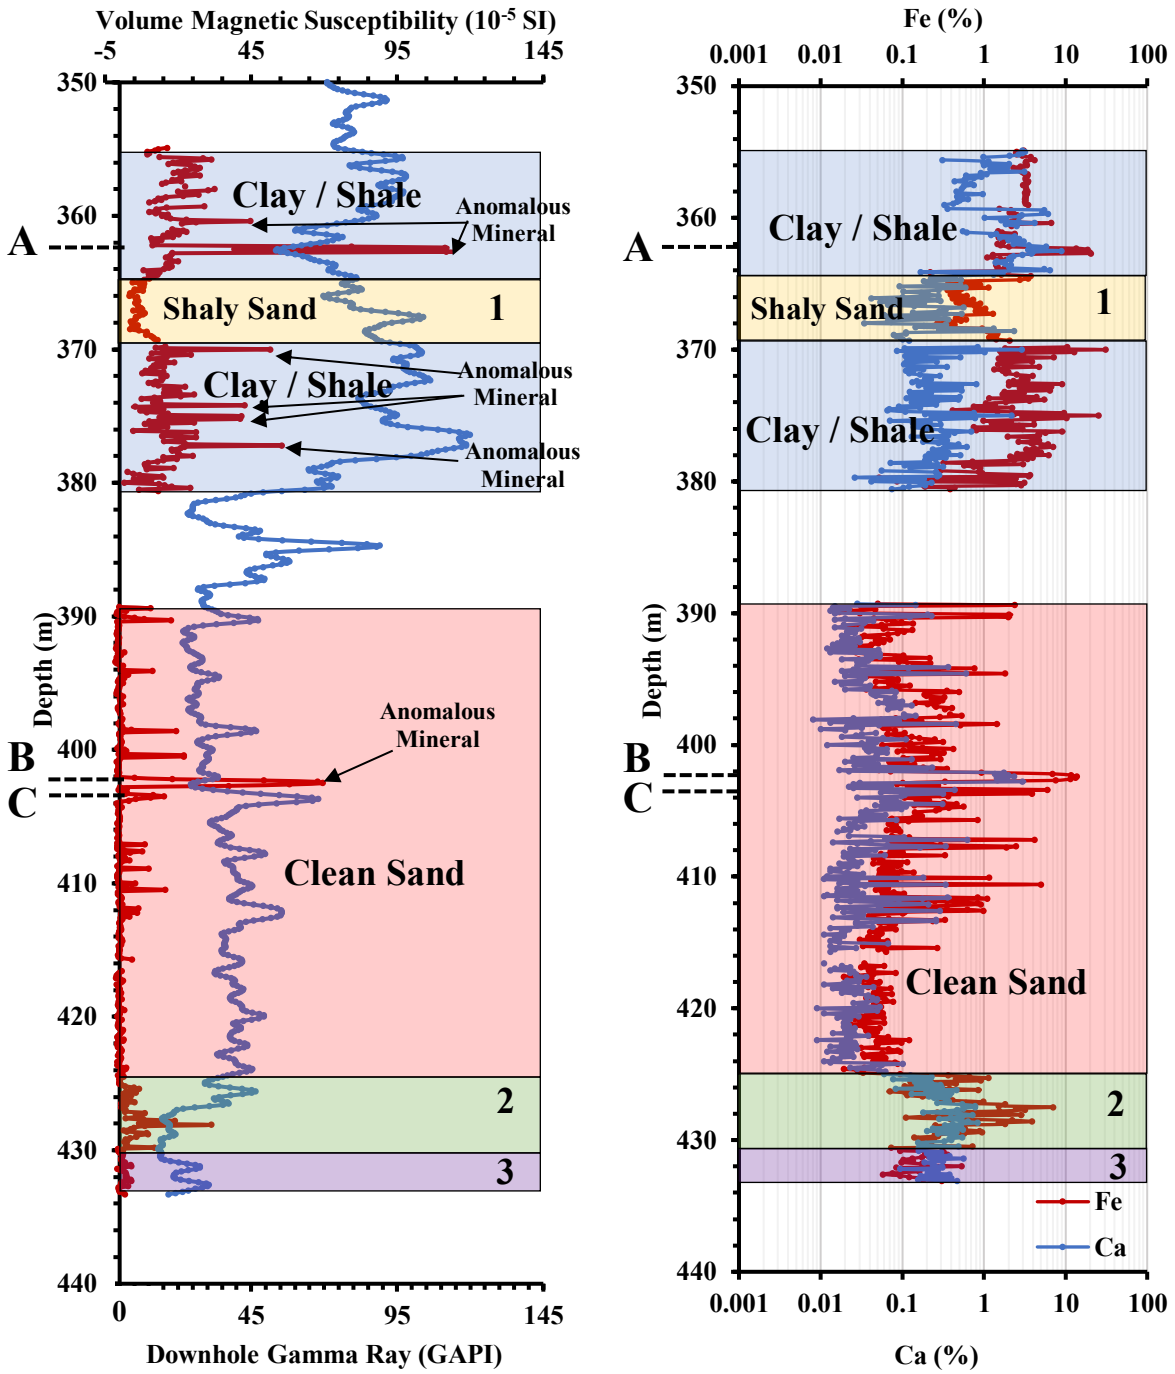 Volume Magnetic Susceptibility (10-5 SI)
-5 45 95 145
350
360
370
380
390
400
410
420
430
440
Depth (m)
A
B
C
Clay / Shale
Anomalous
Mineral
Shaly Sand 1
Clay / Shale
Anomalous
Mineral
Anomalous
Mineral
Anomalous
Mineral
Clean Sand
2
3
0 45 95 145
Downhole Gamma Ray (GAPI)
Fe (%)
0.001 0.01 0.1 1 10 100
350
360
370
380
390
400
410
420
430
440
Depth (m)
A
B
C
Clay / Shale
Shaly Sand 1
Clay / Shale
Clean Sand
2
3
Fe
Ca
0.001 0.01 0.1 1 10 100
Ca (%)